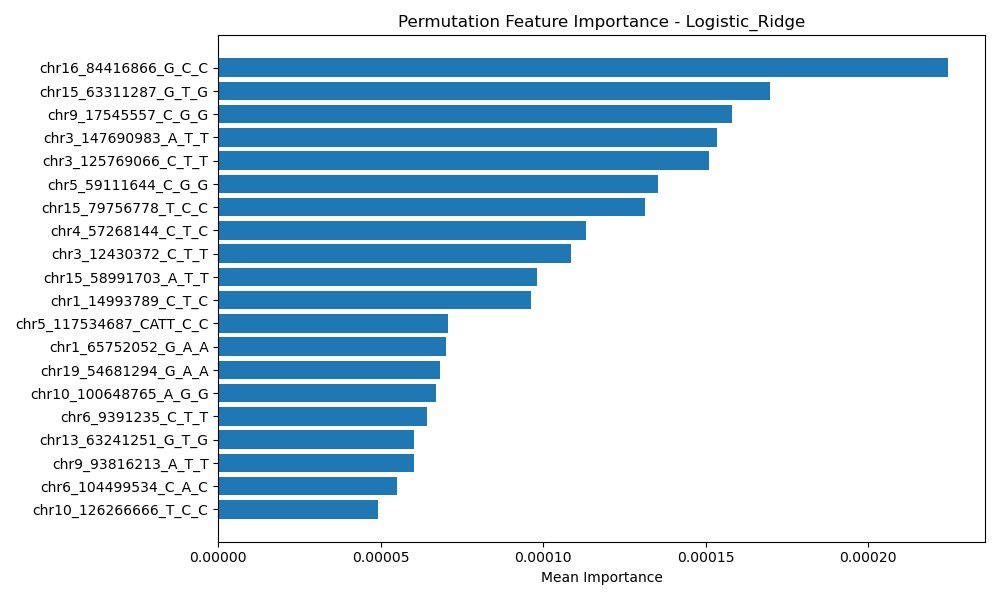 Permutation Feature Importance - Logistic_Ridge
chr16_84416866_G_C_C
chr15_63311287_G_T_G
chr9_17545557_C_G_G
chr3_147690983_A_T_T
chr3_125769066_C_T_T
chr5_59111644_C_G_G
chr15_79756778_T_C_C
chr4_57268144_C_T_C
chr3_12430372_C_T_T
chr15_58991703_A_T_T
chr1_14993789_C_T_C
chr5_117534687_CATT_C_C
chr1_65752052_G_A_A
chr19_54681294_G_A_A
chr10_100648765_A_G_G
chr6_9391235_C_T_T
chr13_63241251_G_T_G
chr9_93816213_A_T_T
chr6_104499534_C_A_C
chr10_126266666_T_C_C
0.00000 0.00005 0.00010 0.00015 0.00020
Mean Importance